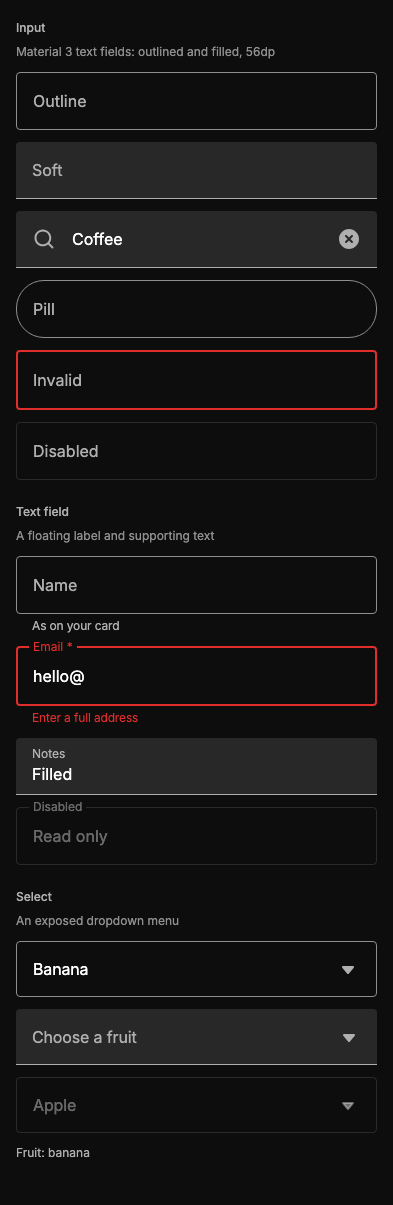 Input
Material 3 text fields: outlined and filled, 56dp
Outline
Soft
Coffee
Pill
Invalid
Disabled
Text field
A floating label and supporting text
Name
As on your card
Email *
hello@
Enter a full address
Notes
Filled
Disabled
Read only
Select
An exposed dropdown menu
Banana
Choose a fruit
Apple
Fruit: banana